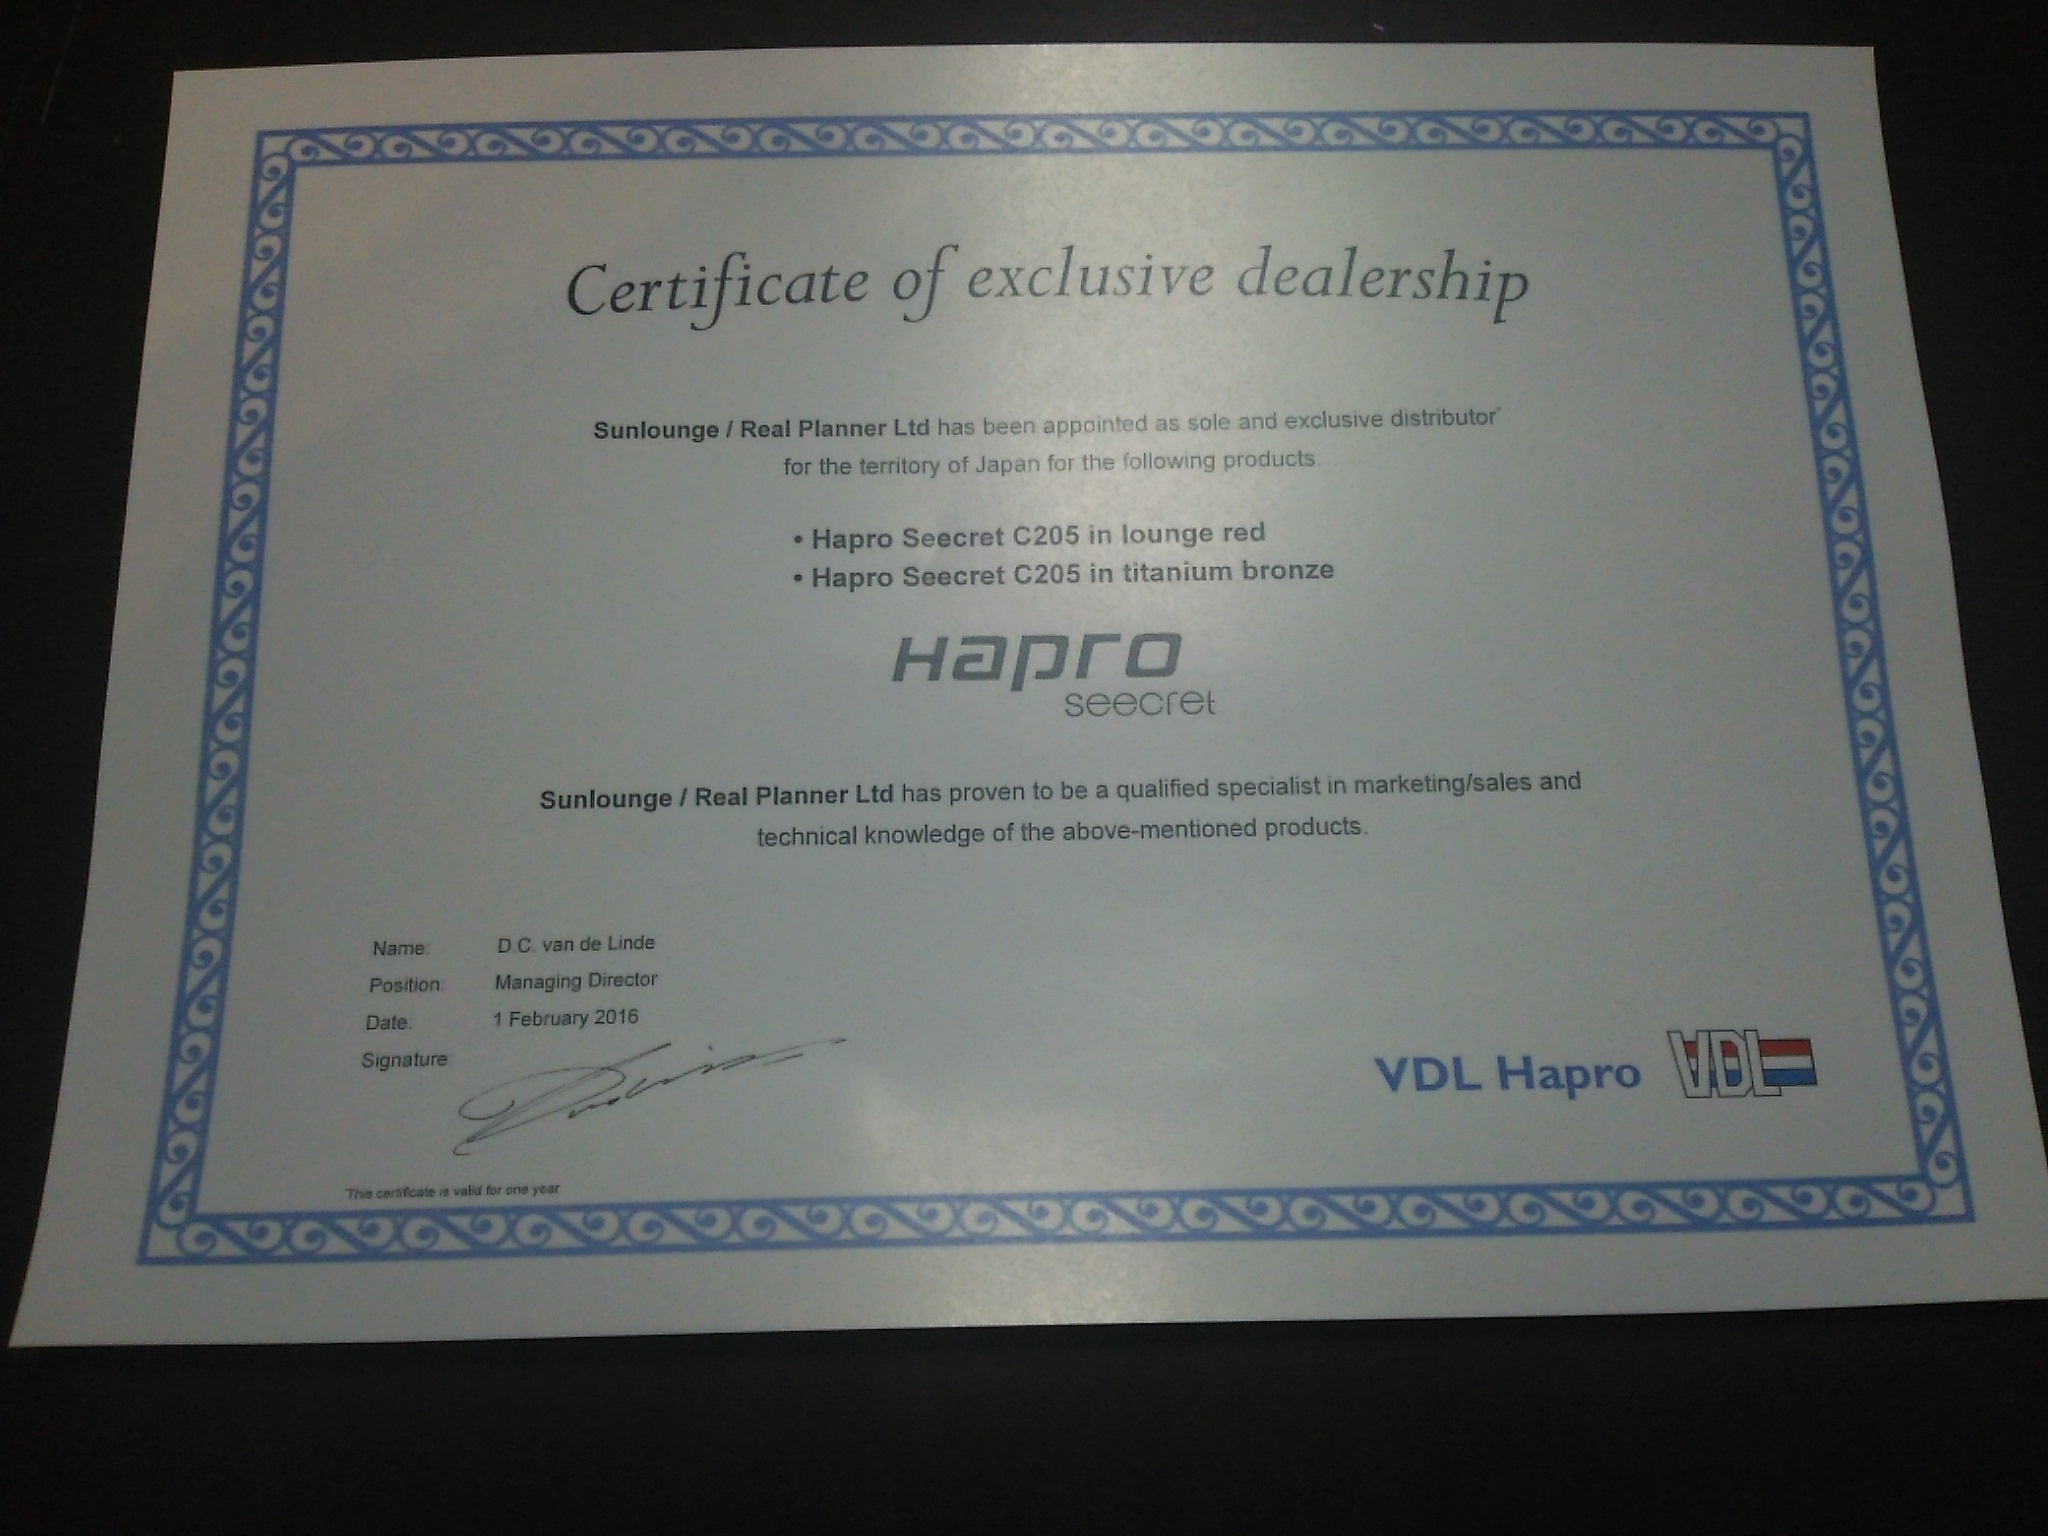 Certificate of exclusive dealership
Sunlounge / Real Planner Ltd has been appointed as sole and exclusive distributor*
for the territory of Japan for the following products
• Hapro Seecret C205 in lounge red
• Hapro Seecret C205 in titanium bronze
Hapro
seecret
Sunlounge / Real Planner Ltd has proven to be a qualified specialist in marketing/sales and
technical knowledge of the above-mentioned products.
Name: D.C. van de Linde
Position: Managing Director
Date: 1 February 2016
Signature:
VDL Hapro VDL
*This certificate is valid for one year